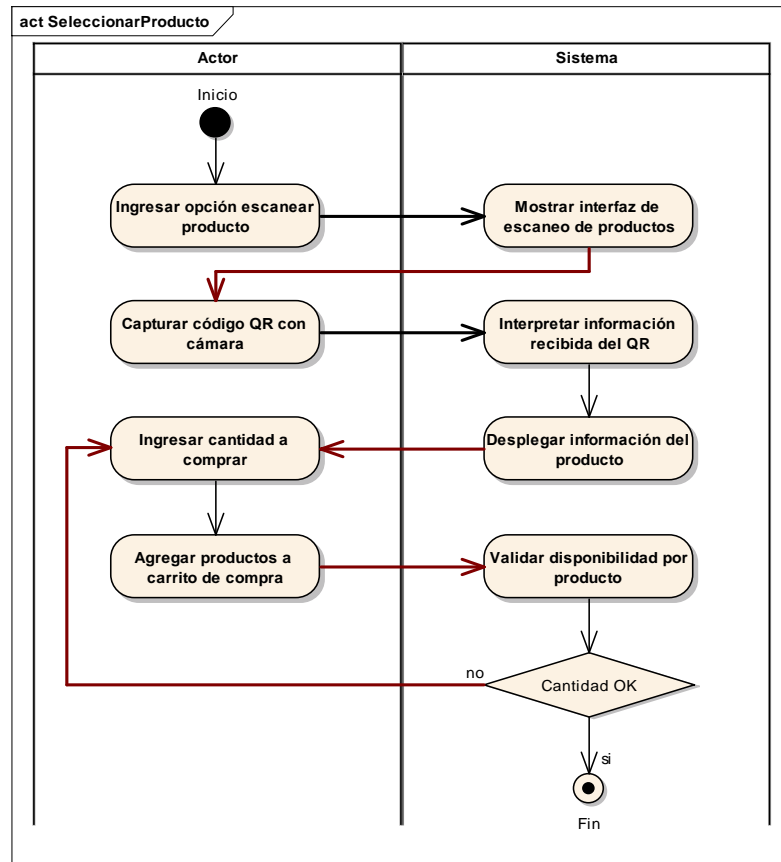 act SeleccionarProducto
Actor
Sistema
Inicio
Ingresar opción escanear
producto
Mostrar interfaz de
escaneo de productos
Capturar código QR con
cámara
Interpretar información
recibida del QR
Ingresar cantidad a
comprar
Desplegar información del
producto
Agregar productos a
carrito de compra
Validar disponibilidad por
producto
no
Cantidad OK
si
Fin